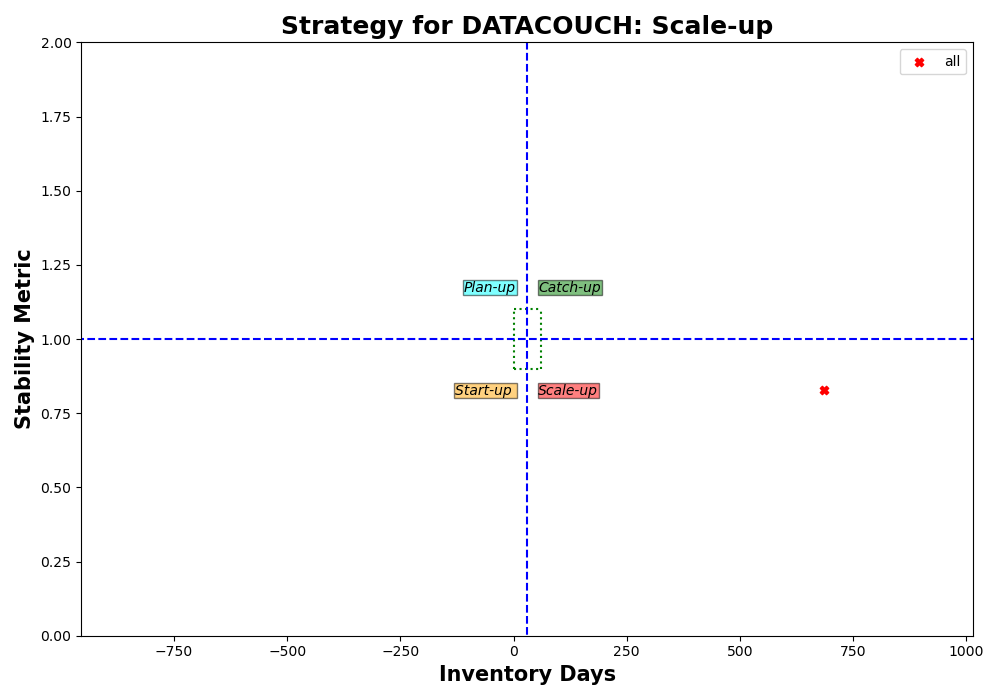 Strategy for DATACOUCH: Scale-up
all
2.00
1.75
1.50
1.25
1.00
0.75
0.50
0.25
0.00
Stability Metric
Plan-up
Catch-up
Start-up
Scale-up
−750
−500
−250
0
250
500
750
1000
Inventory Days